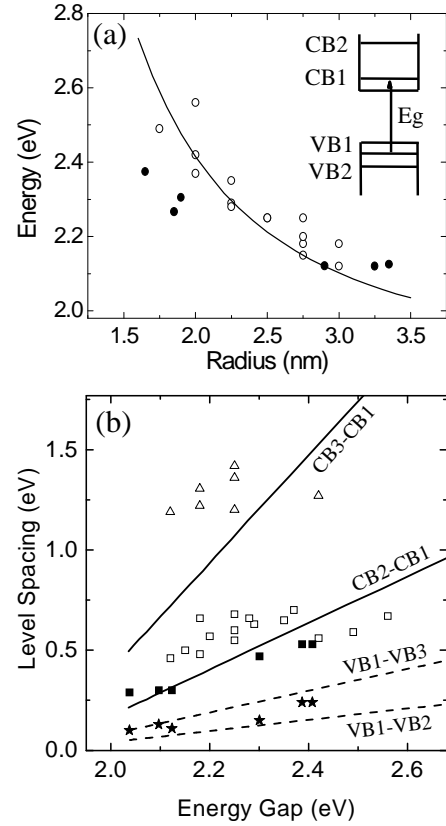 (a)
CB2
CB1
Eg
VB1
VB2
2.8
2.6
2.4
2.2
2.0
Energy (eV)
1.5 2.0 2.5 3.0 3.5
Radius (nm)
(b)
CB3-CB1
CB2-CB1
VB1-VB3
VB1-VB2
1.5
1.0
0.5
0.0
Level Spacing (eV)
2.0 2.2 2.4 2.6
Energy Gap (eV)